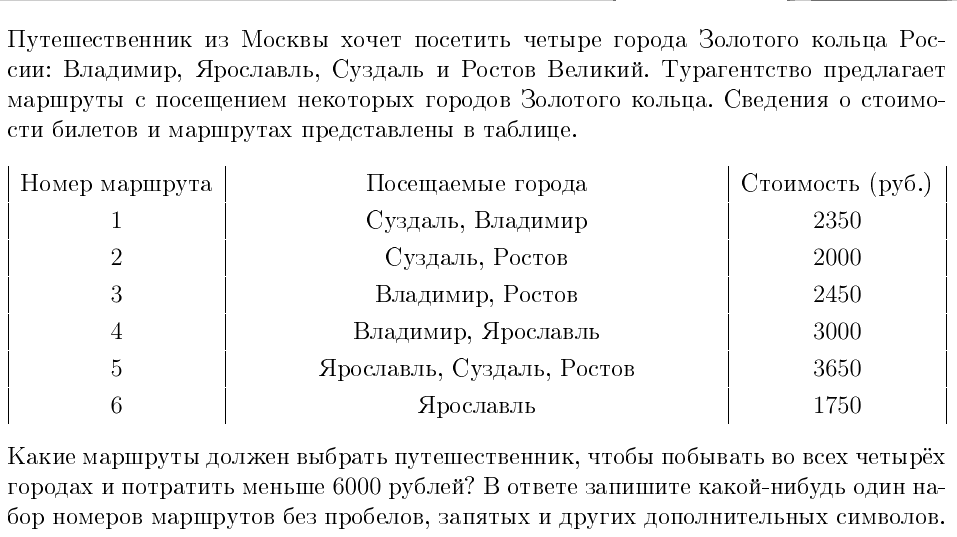 Путешественник из Москвы хочет посетить четыре города Золотого кольца Рос-
сии: Владимир, Ярославль, Суздаль и Ростов Великий. Турагентство предлагает
маршруты с посещением некоторых городов Золотого кольца. Сведения о стоимо-
сти билетов и маршрутах представлены в таблице.
Номер маршрута Посещаемые города Стоимость (руб.)
1 Суздаль, Владимир 2350
2 Суздаль, Ростов 2000
3 Владимир, Ростов 2450
4 Владимир, Ярославль 3000
5 Ярославль, Суздаль, Ростов 3650
6 Ярославль 1750
Какие маршруты должен выбрать путешественник, чтобы побывать во всех четырёх
городах и потратить меньше 6000 рублей? В ответе запишите какой-нибудь один на-
бор номеров маршрутов без пробелов, запятых и других дополнительных символов.